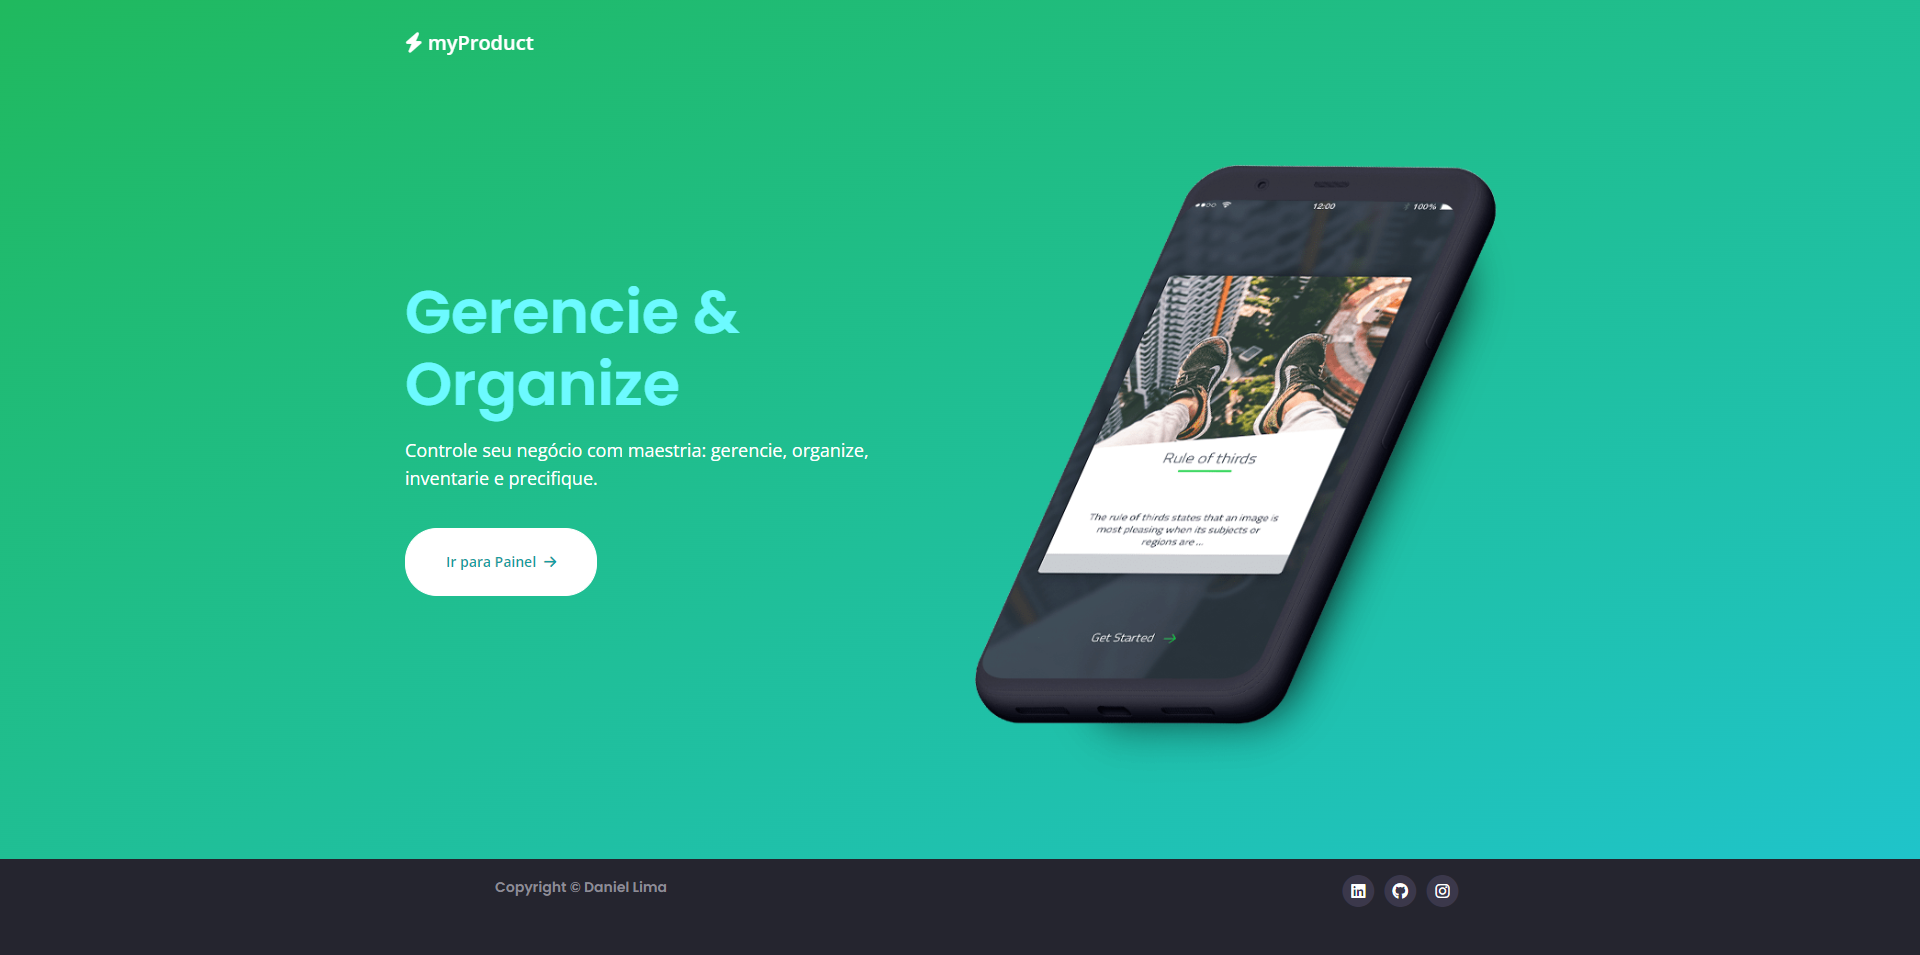 myProduct
Gerencie &
Organize
Controle seu negócio com maestria: gerencie, organize,
inventarie e precifique.
Ir para Painel
12:00
100%
Rule of thirds
The rule of thirds states that an image is
most pleasing when its subjects or
regions are ...
Get Started
Copyright © Daniel Lima